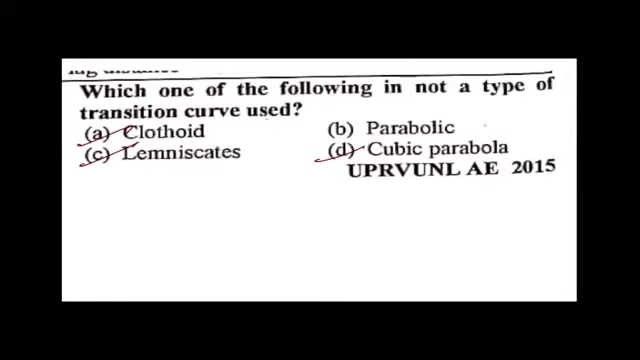 Which one of the following in not a type of
transition curve used?
(a) Clothoid (b) Parabolic
(c) Lemniscates (d) Cubic parabola
UPRVUNL AE 2015